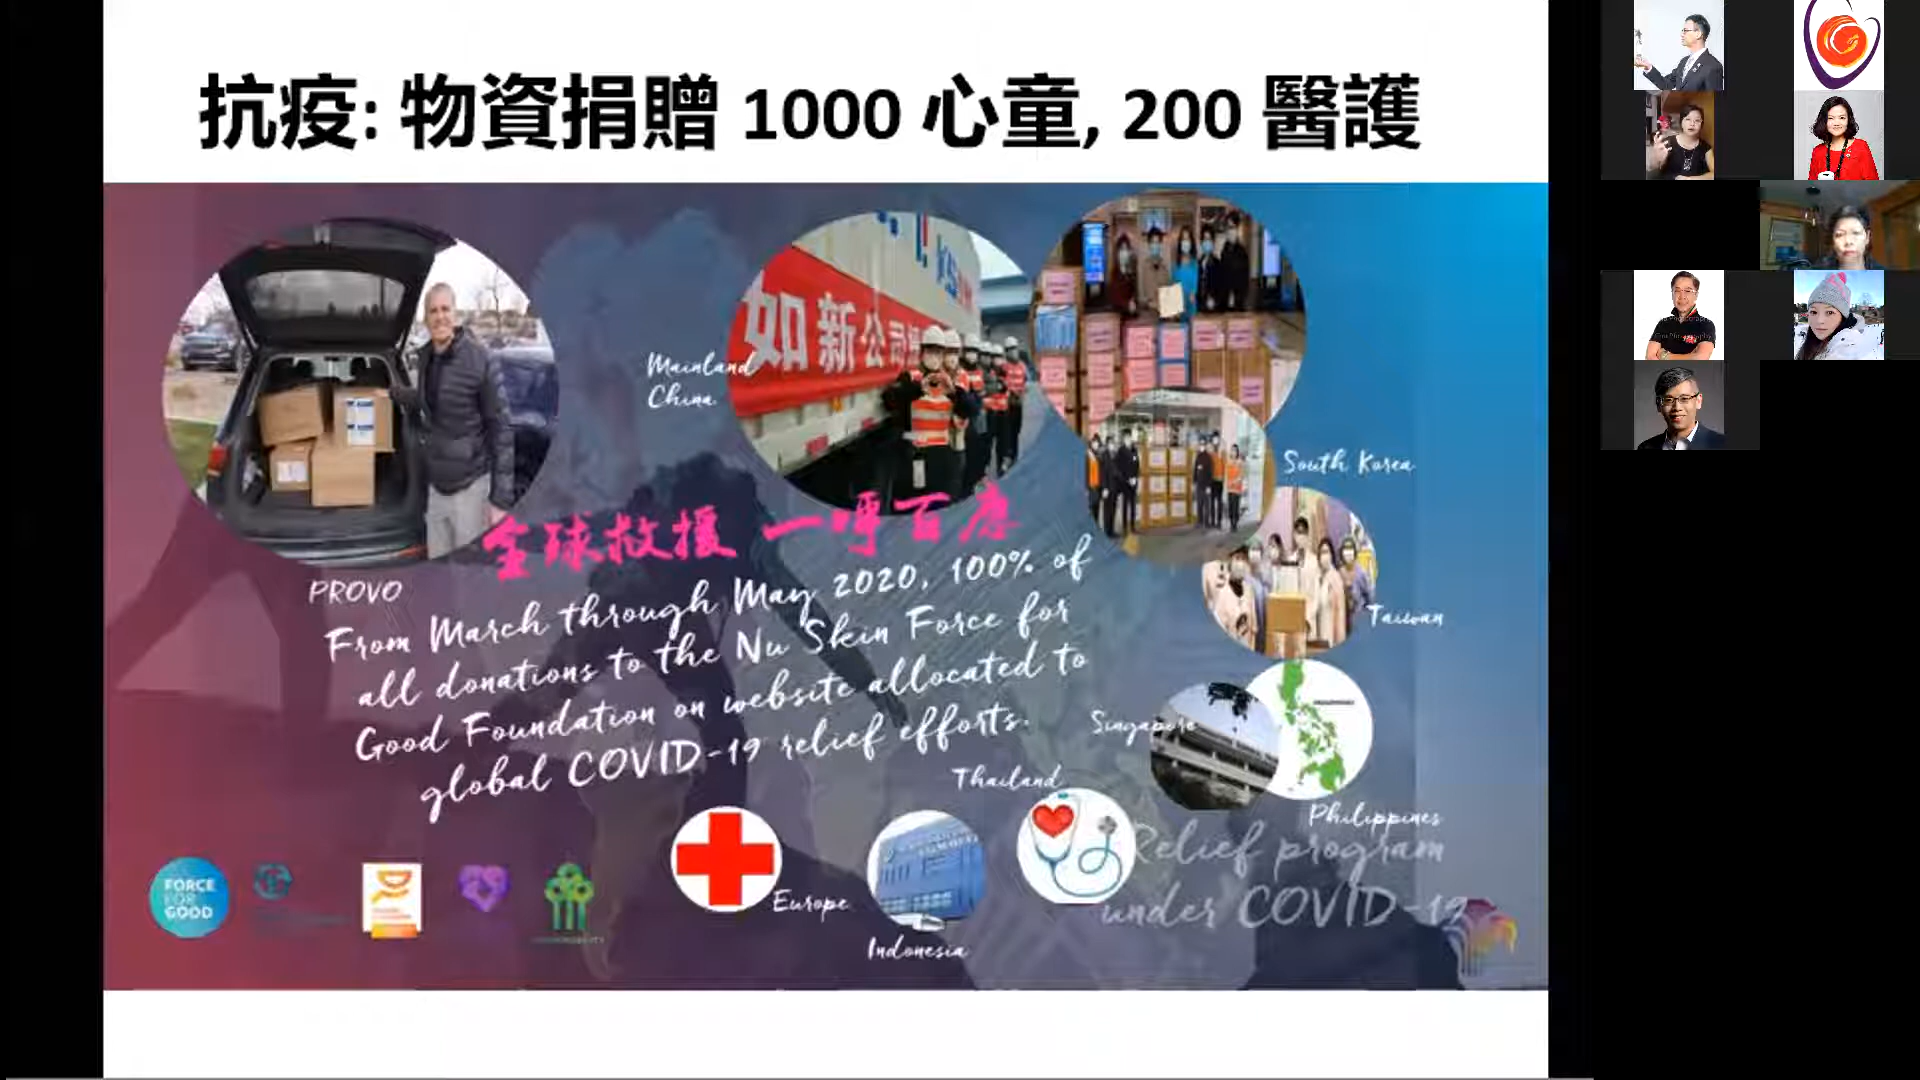 抗疫: 物資捐贈 1000 心童, 200 醫護
如新公司
Mainland
China
South Korea
全球救援 一呼百應
PROVO
From March through May 2020, 100% of
all donations to the Nu Skin Force for
Good Foundation on website allocated to
global COVID-19 relief efforts.
Taiwan
Singapore
Thailand
Philippines
Relief program
under COVID-19
FORCE
FOR
GOOD
Europe
Indonesia